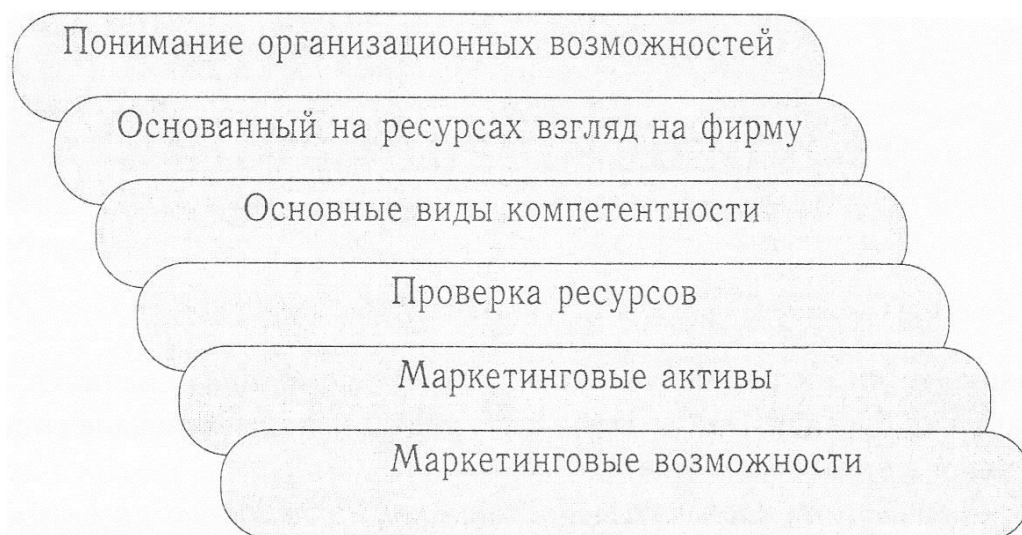 Понимание организационных возможностей
Основанный на ресурсах взгляд на фирму
Основные виды компетентности
Проверка ресурсов
Маркетинговые активы
Маркетинговые возможности